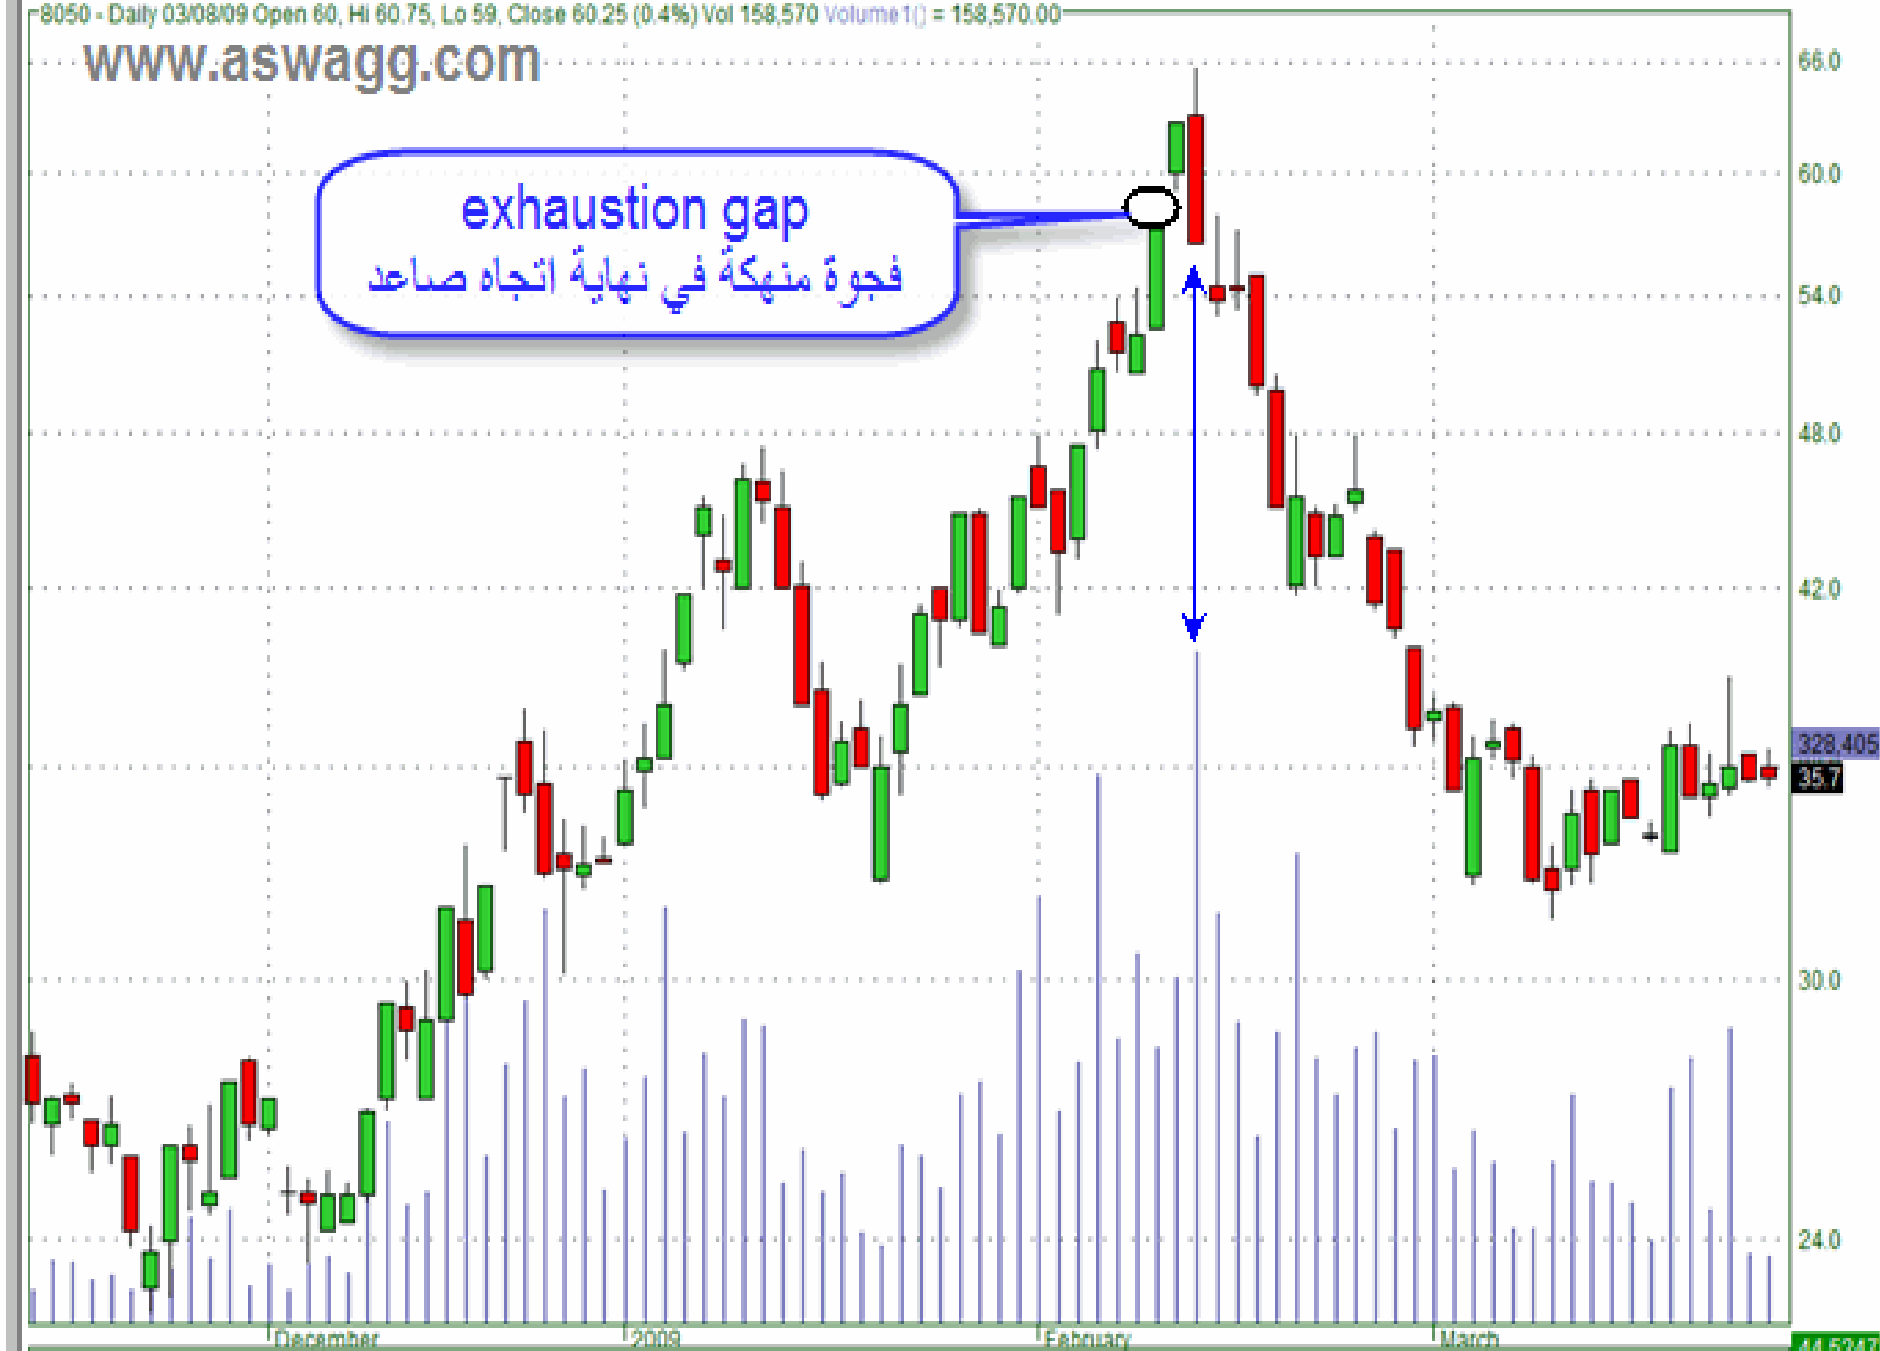 8050 - Daily 03/08/09 Open 60, Hi 60.75, Lo 59, Close 60.25 (0.4%) Vol 158,570 Volume1() = 158,570.00
www.aswagg.com
66.0
exhaustion gap
فجوة منهكة في نهاية اتجاه صاعد
60.0
54.0
48.0
42.0
328,405
35.7
30.0
24.0
December
2009
February
March